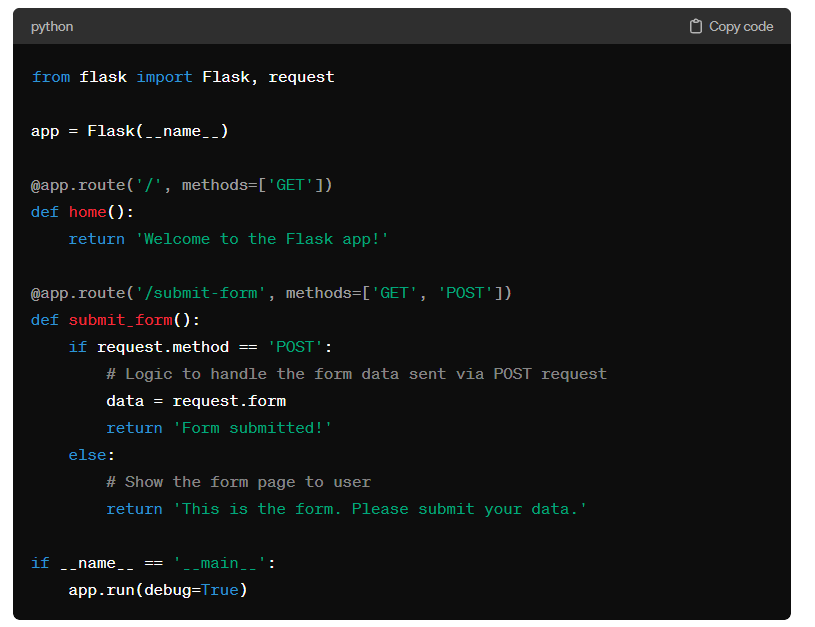 python
Copy code
from flask import Flask, request
app = Flask(__name__)
@app.route('/', methods=['GET'])
def home():
    return 'Welcome to the Flask app!'
@app.route('/submit-form', methods=['GET', 'POST'])
def submit_form():
    if request.method == 'POST':
        # Logic to handle the form data sent via POST request
        data = request.form
        return 'Form submitted!'
    else:
        # Show the form page to user
        return 'This is the form. Please submit your data.'
if __name__ == '__main__':
    app.run(debug=True)